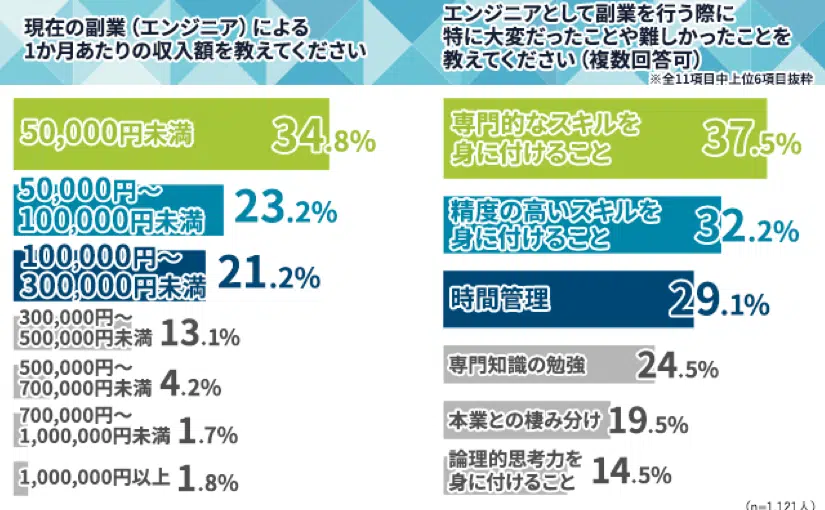 現在の副業（エンジニア）による
1か月あたりの収入額を教えてください
50,000円未満 34.8%
50,000円～
100,000円未満 23.2%
100,000円～
300,000円未満 21.2%
300,000円～
500,000円未満 13.1%
500,000円～
700,000円未満 4.2%
700,000円～
1,000,000円未満 1.7%
1,000,000円以上 1.8%
エンジニアとして副業を行う際に
特に大変だったことや難しかったことを
教えてください（複数回答可）
※全11項目中上位6項目抜粋
専門的なスキルを
身に付けること 37.5%
精度の高いスキルを
身に付けること 32.2%
時間管理 29.1%
専門知識の勉強 24.5%
本業との棲み分け 19.5%
論理的思考力を
身に付けること 14.5%
（n=1,121人）